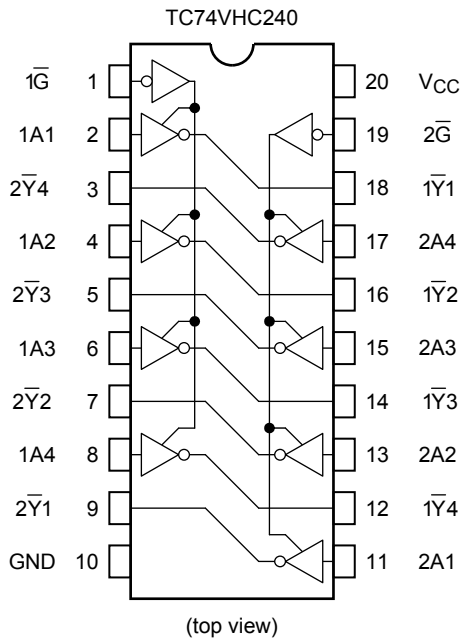 TC74VHC240
1G̅ 1 20 VCC
1A1 2 19 2G̅
2Y̅4 3 18 1Y̅1
1A2 4 17 2A4
2Y̅3 5 16 1Y̅2
1A3 6 15 2A3
2Y̅2 7 14 1Y̅3
1A4 8 13 2A2
2Y̅1 9 12 1Y̅4
GND 10 11 2A1
(top view)